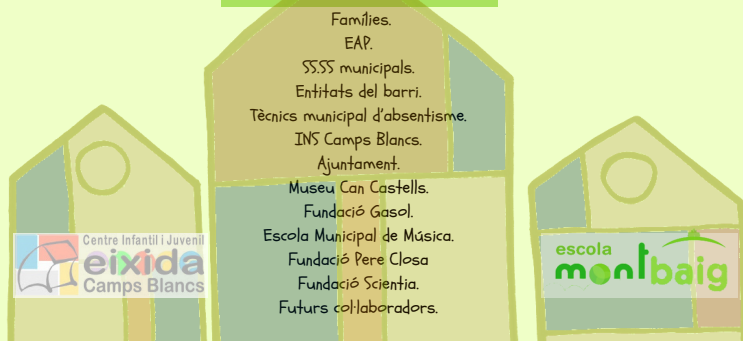 Famílies.
EAP.
SS.SS municipals.
Entitats del barri.
Tècnics municipal d'absentisme.
INS Camps Blancs.
Ajuntament.
Museu Can Castells.
Fundació Gasol.
Escola Municipal de Música.
Fundació Pere Closa
Fundació Scientia.
Futurs col·laboradors.
Centre Infantil i Juvenil
eixida
Camps Blancs
escola
montbaig